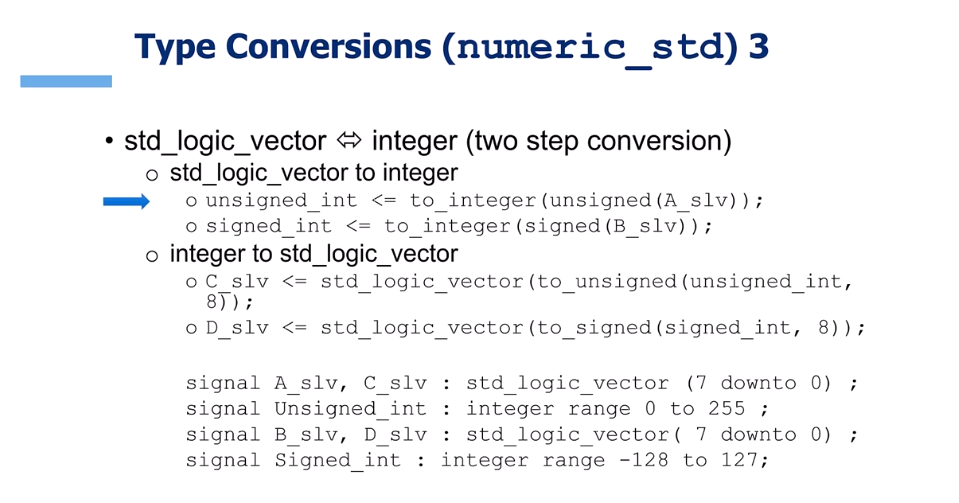 Type Conversions (numeric_std) 3
• std_logic_vector ⇔ integer (two step conversion)
o std_logic_vector to integer
o unsigned_int <= to_integer(unsigned(A_slv));
o signed_int <= to_integer(signed(B_slv));
o integer to std_logic_vector
o C_slv <= std_logic_vector(to_unsigned(unsigned_int,
8));
o D_slv <= std_logic_vector(to_signed(signed_int, 8));
signal A_slv, C_slv : std_logic_vector (7 downto 0) ;
signal Unsigned_int : integer range 0 to 255 ;
signal B_slv, D_slv : std_logic_vector( 7 downto 0) ;
signal Signed_int : integer range -128 to 127;